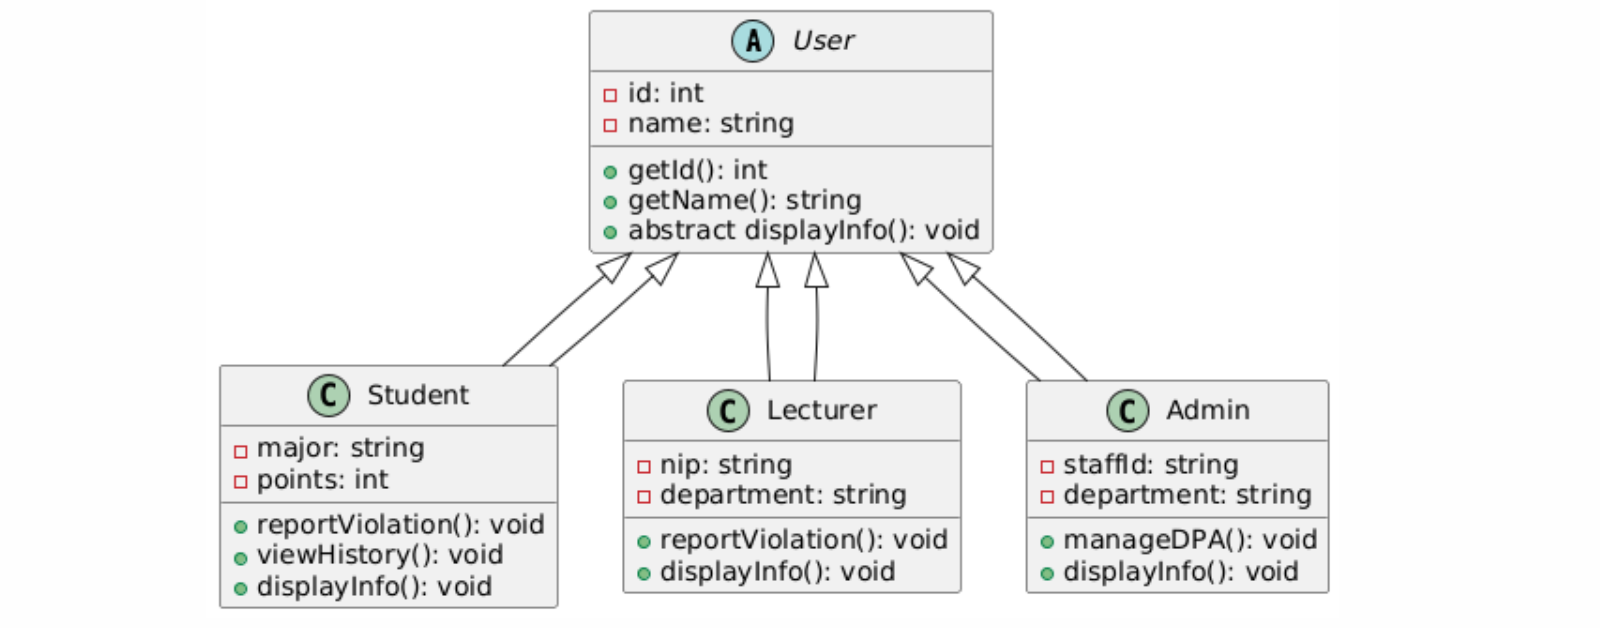 A User
id: int
name: string
getId(): int
getName(): string
abstract displayInfo(): void
C Student
major: string
points: int
reportViolation(): void
viewHistory(): void
displayInfo(): void
C Lecturer
nip: string
department: string
reportViolation(): void
displayInfo(): void
C Admin
staffId: string
department: string
manageDPA(): void
displayInfo(): void